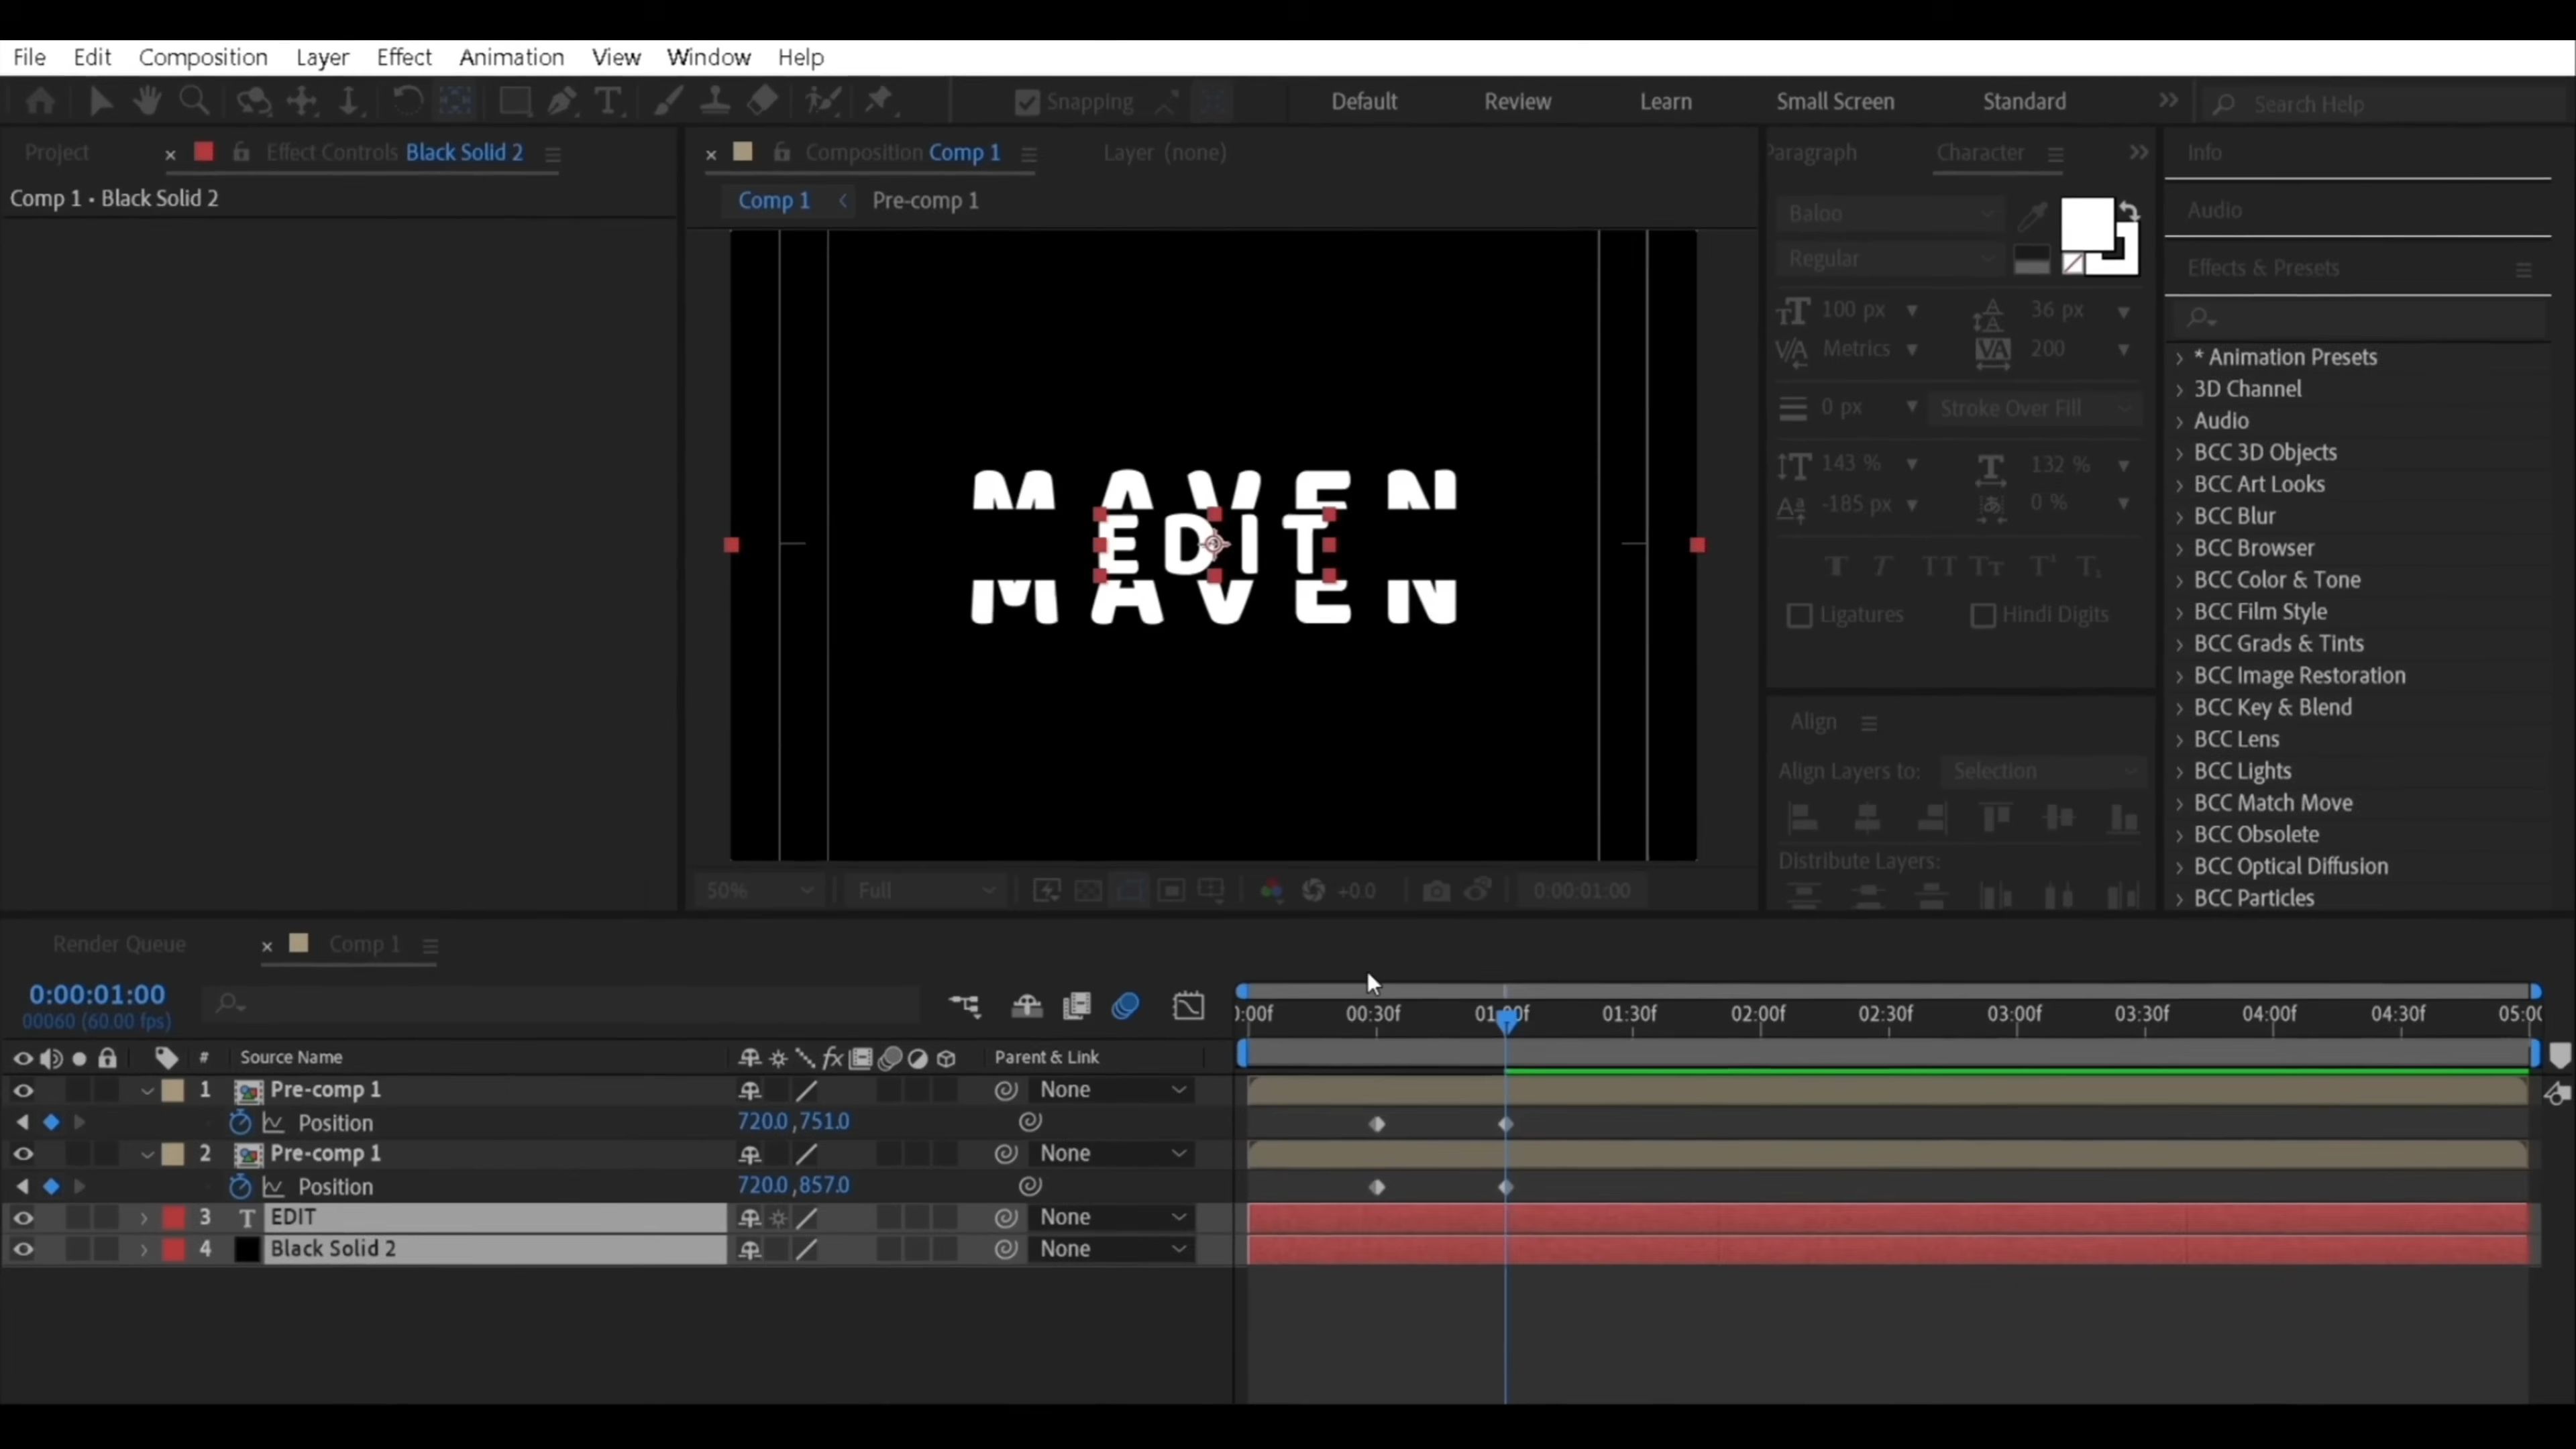 File Edit Composition Layer Effect Animation View Window Help
Snapping Default Review Learn Small Screen Standard Search Help
Project Effect Controls Black Solid 2 Composition Comp 1 Layer (none) Paragraph Character Info
Comp 1 • Black Solid 2 Comp 1 Pre-comp 1
Audio
Baloo
Regular
Effects & Presets
100 px 36 px
Metrics 200
0 px Stroke Over Fill
143 % 132 %
-185 px 0 %
Ligatures Hindi Digits
* Animation Presets
3D Channel
Audio
BCC 3D Objects
BCC Art Looks
BCC Blur
BCC Browser
BCC Color & Tone
BCC Film Style
BCC Grads & Tints
BCC Image Restoration
BCC Key & Blend
BCC Lens
BCC Lights
BCC Match Move
BCC Obsolete
BCC Optical Diffusion
BCC Particles
MAVEN
EDIT
MAVEN
Align
Align Layers to: Selection
Distribute Layers:
50% Full +0.0 0:00:01:00
Render Queue Comp 1
0:00:01:00
00060 (60.00 fps)
:00f 00:30f 01:00f 01:30f 02:00f 02:30f 03:00f 03:30f 04:00f 04:30f 05:00
# Source Name fx Parent & Link
1 Pre-comp 1 None
Position 720.0,751.0
2 Pre-comp 1 None
Position 720.0,857.0
3 T EDIT None
4 Black Solid 2 None